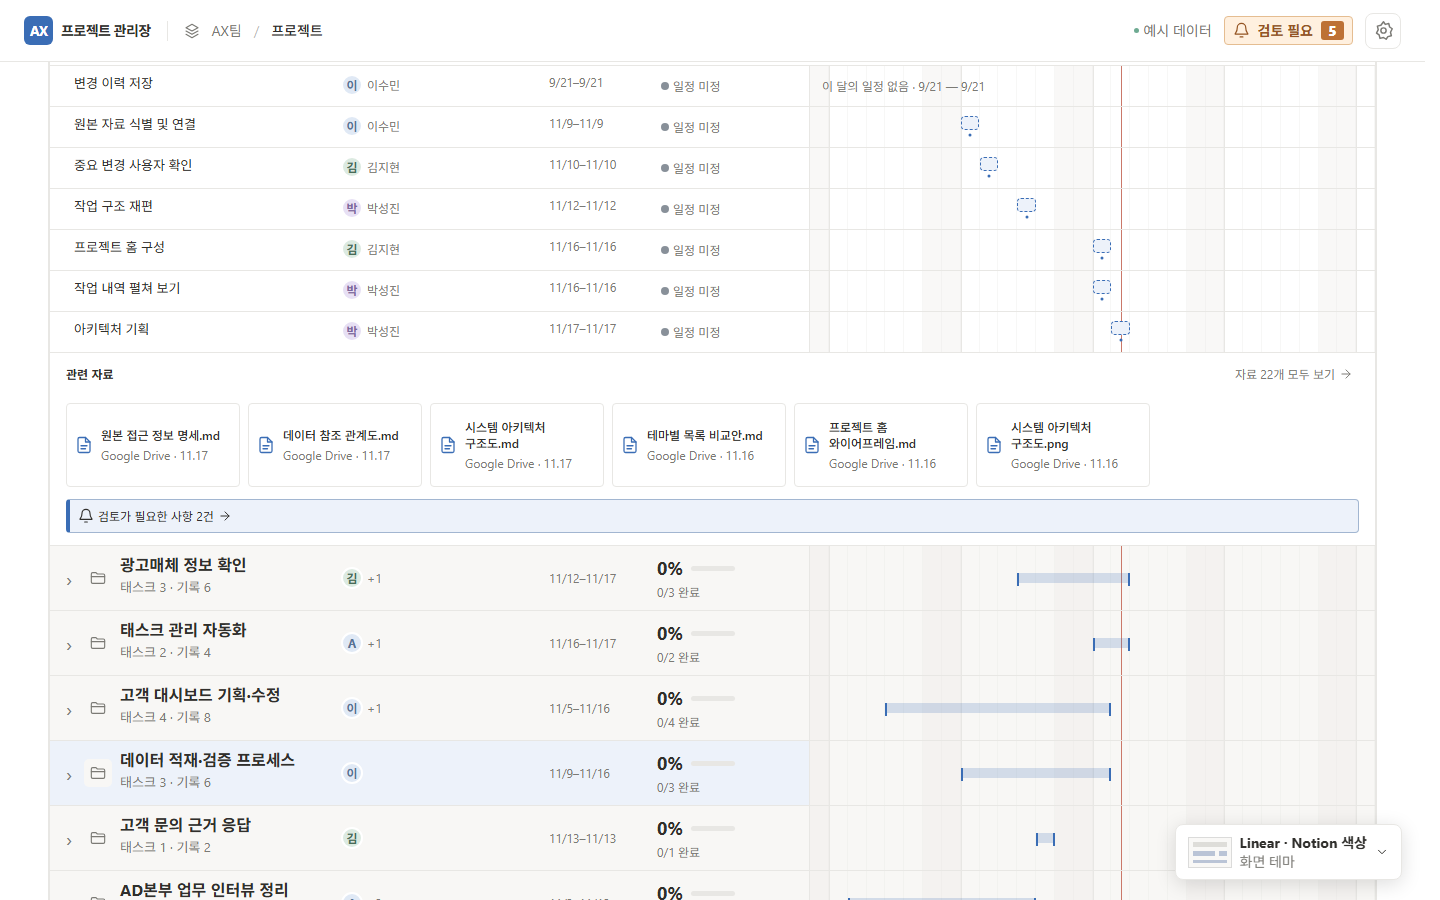 AX 프로젝트 관리장 AX팀 / 프로젝트 예시 데이터 검토 필요 5
변경 이력 저장 이 이수민 9/21–9/21 일정 미정 이 달의 일정 없음 · 9/21 — 9/21
원본 자료 식별 및 연결 이 이수민 11/9–11/9 일정 미정
중요 변경 사용자 확인 김 김지현 11/10–11/10 일정 미정
작업 구조 재편 박 박성진 11/12–11/12 일정 미정
프로젝트 홈 구성 김 김지현 11/16–11/16 일정 미정
작업 내역 펼쳐 보기 박 박성진 11/16–11/16 일정 미정
아키텍처 기획 박 박성진 11/17–11/17 일정 미정
관련 자료 자료 22개 모두 보기 →
원본 접근 정보 명세.md
Google Drive · 11.17
데이터 참조 관계도.md
Google Drive · 11.17
시스템 아키텍처
구조도.md
Google Drive · 11.17
테마별 목록 비교안.md
Google Drive · 11.16
프로젝트 홈
와이어프레임.md
Google Drive · 11.16
시스템 아키텍처
구조도.png
Google Drive · 11.16
검토가 필요한 사항 2건 →
광고매체 정보 확인
태스크 3 · 기록 6
김 +1 11/12–11/17
0%
0/3 완료
태스크 관리 자동화
태스크 2 · 기록 4
A +1 11/16–11/17
0%
0/2 완료
고객 대시보드 기획·수정
태스크 4 · 기록 8
이 +1 11/5–11/16
0%
0/4 완료
데이터 적재·검증 프로세스
태스크 3 · 기록 6
이 11/9–11/16
0%
0/3 완료
고객 문의 근거 응답
태스크 1 · 기록 2
김 11/13–11/13
0%
0/1 완료
AD본부 업무 인터뷰 정리
0%
Linear · Notion 색상
화면 테마